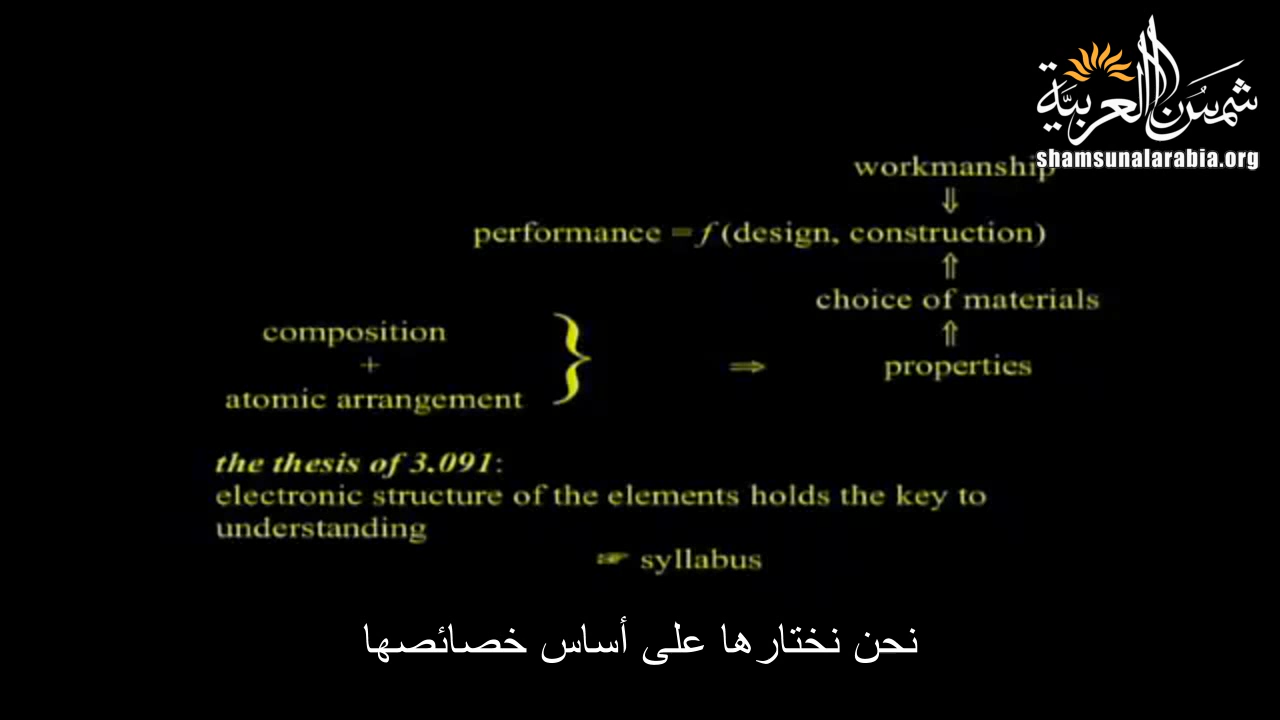 شمس العربية
shamsunalarabia.org
workmanship
⇓
performance = f (design, construction)
⇑
choice of materials
⇑
composition
+
atomic arrangement
}
⇒
properties
the thesis of 3.091:
electronic structure of the elements holds the key to
understanding
☞ syllabus
نحن نختارها على أساس خصائصها